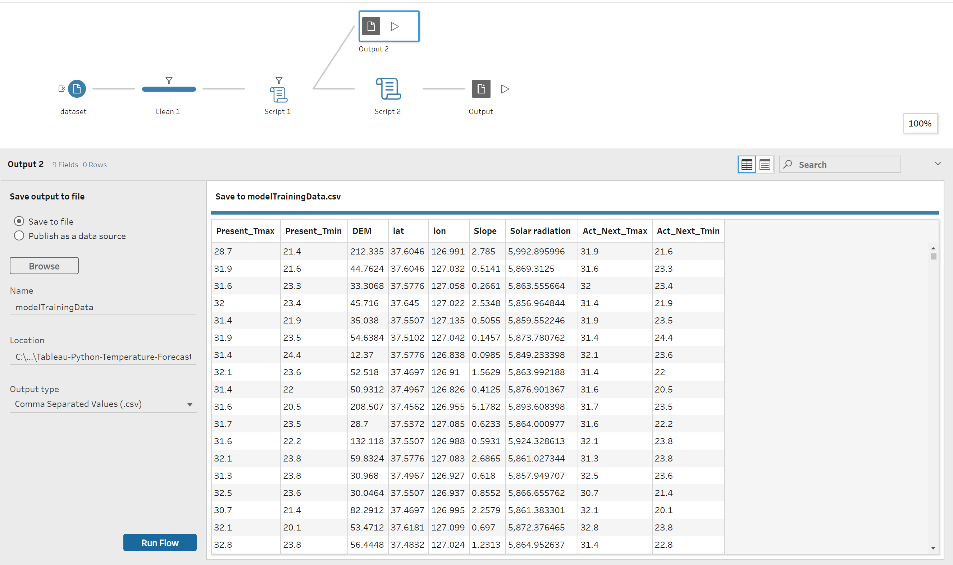 Output 2
dataset
Clean 1
Script 1
Script 2
Output
100%
Output 2 9 Fields 0 Rows
Search
Save output to file
Save to file
Publish as a data source
Browse
Name
modelTrainingData
Location
C:\...\Tableau-Python-Temperature-Forecast
Output type
Comma Separated Values (.csv)
Run Flow
Save to modelTrainingData.csv
Present_Tmax Present_Tmin DEM lat lon Slope Solar radiation Act_Next_Tmax Act_Next_Tmin
28.7 21.4 212.335 37.6046 126.991 2.785 5,992.895996 31.9 21.6
31.9 21.6 44.7624 37.6046 127.032 0.5141 5,869.3125 31.6 23.3
31.6 23.3 33.3068 37.5776 127.058 0.2661 5,863.555664 32 23.4
32 23.4 45.716 37.645 127.022 2.5348 5,856.964844 31.4 21.9
31.4 21.9 35.038 37.5507 127.135 0.5055 5,859.552246 31.9 23.5
31.9 23.5 54.6384 37.5102 127.042 0.1457 5,873.780762 31.4 24.4
31.4 24.4 12.37 37.5776 126.838 0.0985 5,849.233398 32.1 23.6
32.1 23.6 52.518 37.4697 126.91 1.5629 5,863.992188 31.4 22
31.4 22 50.9312 37.4967 126.826 0.4125 5,876.901367 31.6 20.5
31.6 20.5 208.507 37.4562 126.955 5.1782 5,893.608398 31.7 23.5
31.7 23.5 28.7 37.5372 127.085 0.6233 5,864.000977 31.6 22.2
31.6 22.2 132.118 37.5507 126.988 0.5931 5,924.328613 32.1 23.8
32.1 23.8 59.8324 37.5776 127.083 2.6865 5,861.027344 31.3 23.8
31.3 23.8 30.968 37.4967 126.927 0.618 5,857.949707 32.5 23.6
32.5 23.6 30.0464 37.5507 126.937 0.8552 5,866.655762 30.7 21.4
30.7 21.4 82.2912 37.4697 126.995 2.2579 5,861.383301 32.1 20.1
32.1 20.1 53.4712 37.6181 127.099 0.697 5,872.376465 32.8 23.8
32.8 23.8 56.4448 37.4832 127.024 1.2313 5,864.952637 31.4 22.8